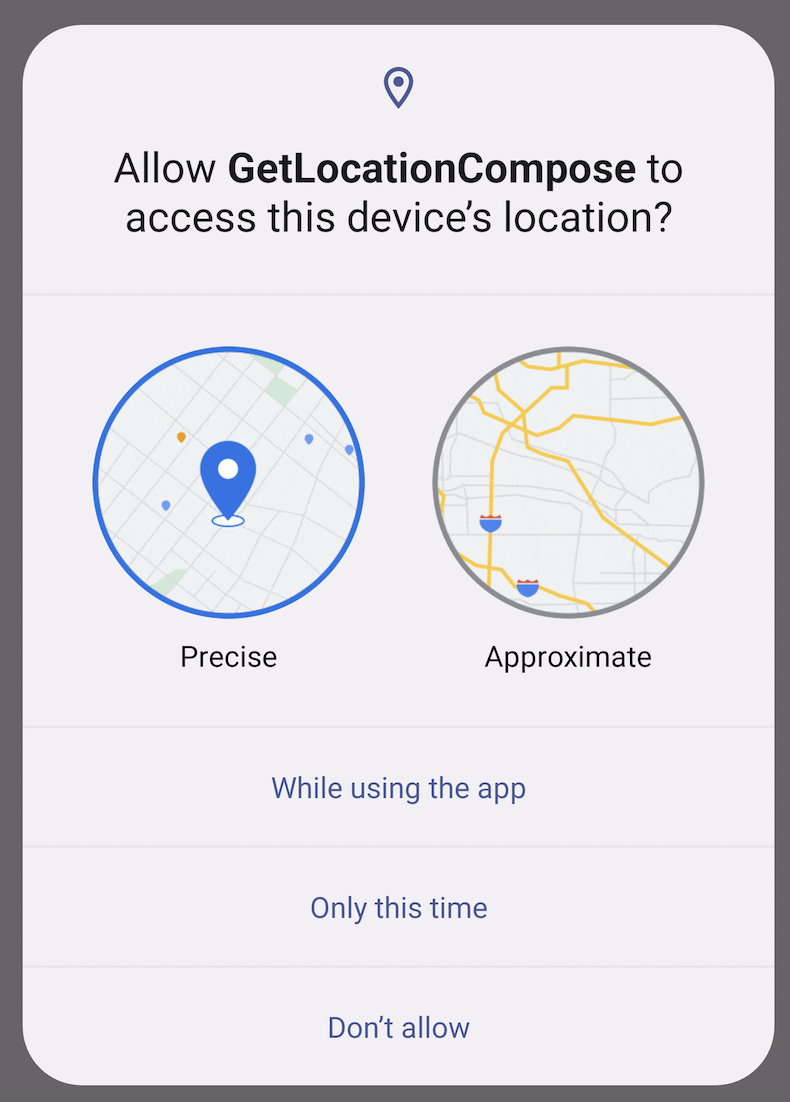 Allow GetLocationCompose to
access this device’s location?
Precise
Approximate
While using the app
Only this time
Don’t allow